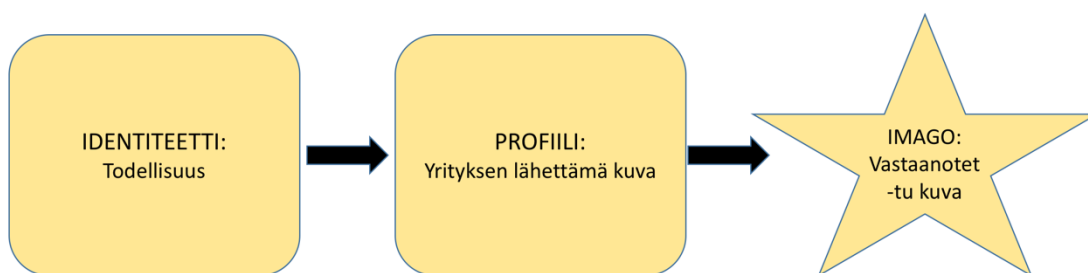 IDENTITEETTI:
Todellisuus
PROFIILI:
Yrityksen lähettämä kuva
IMAGO:
Vastaanotet
-tu kuva